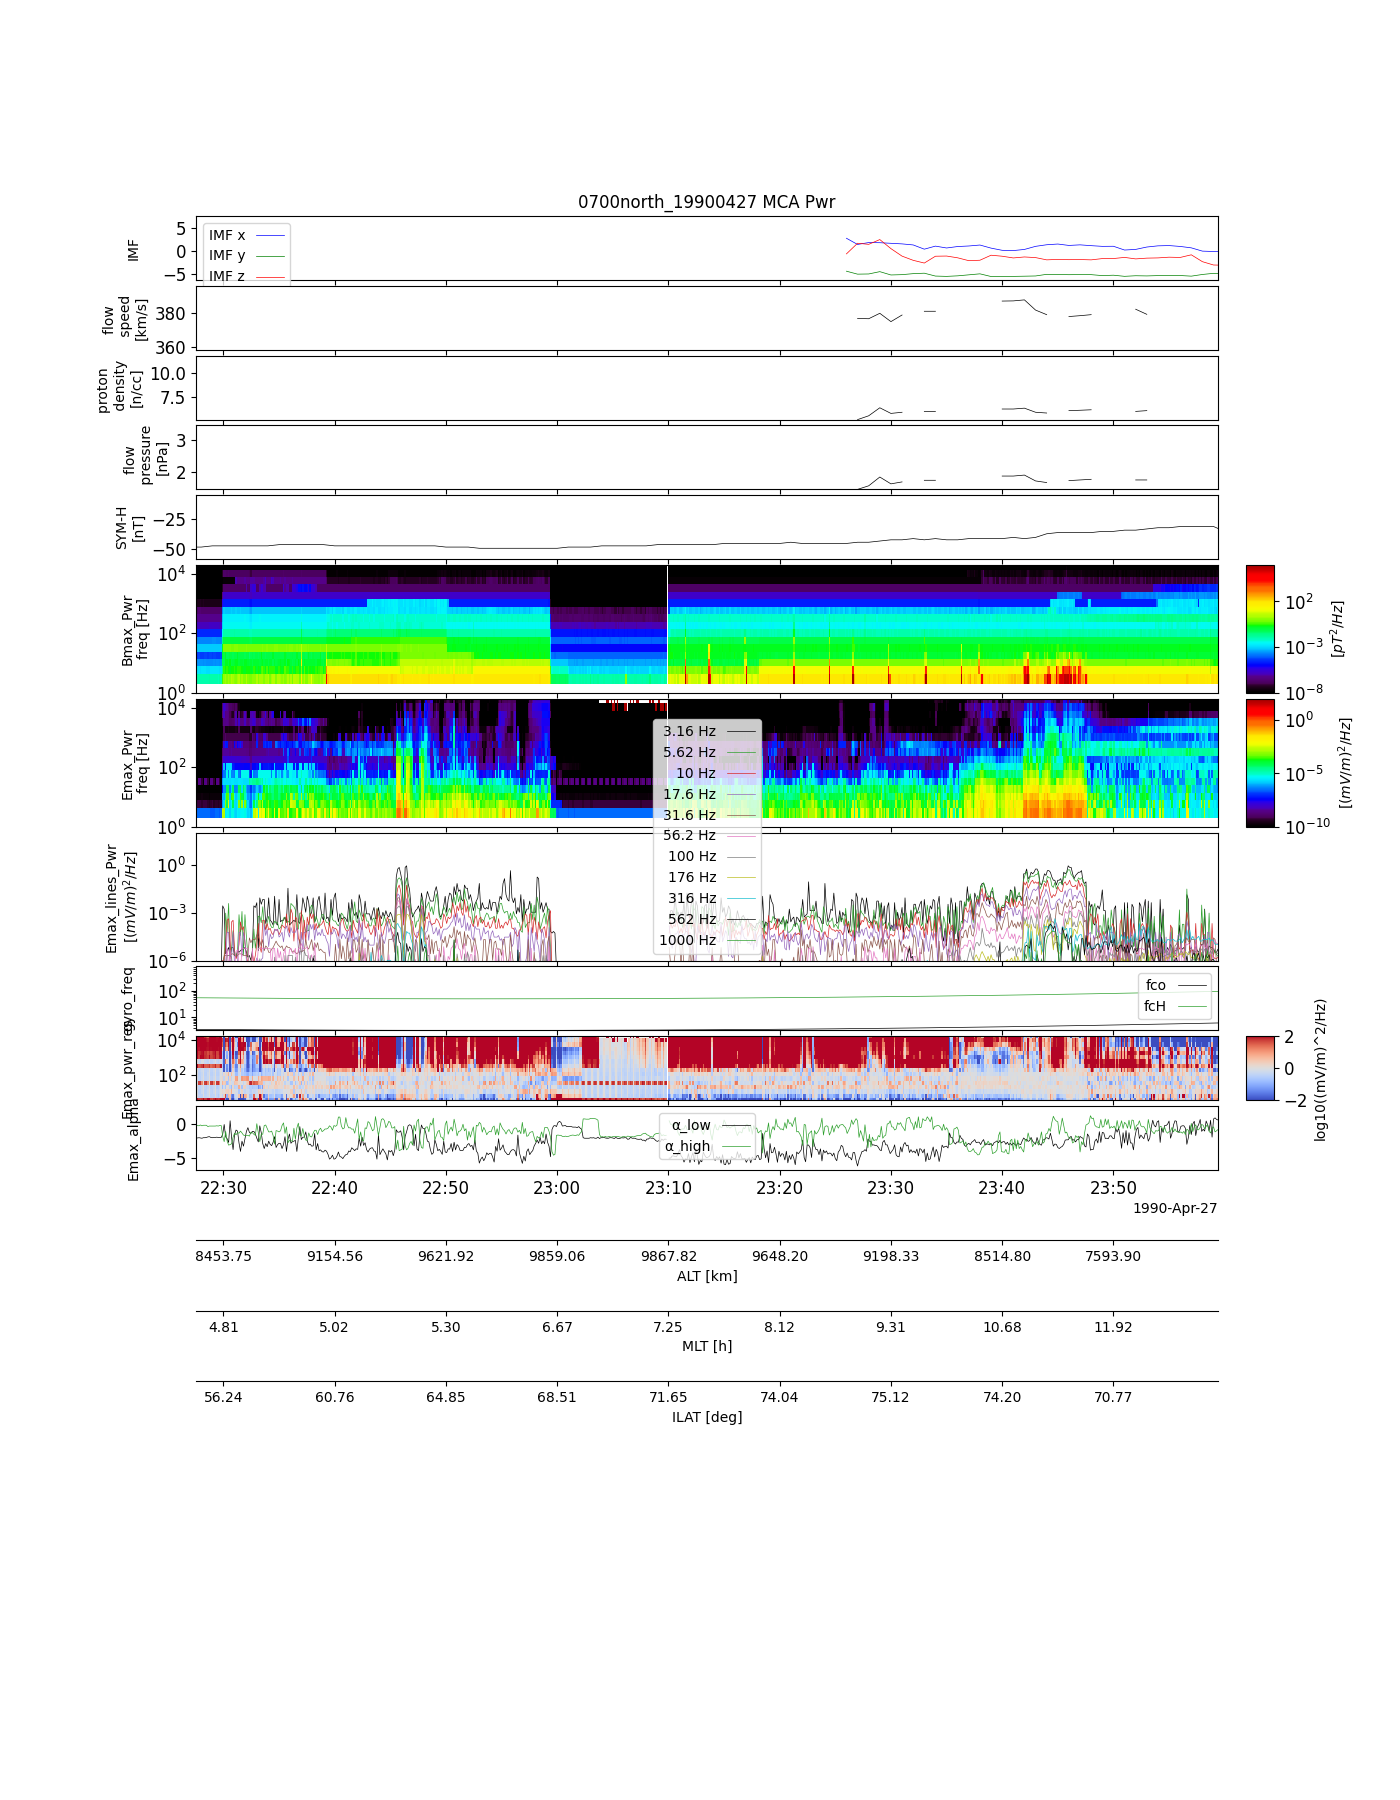 0700north_19900427 MCA Pwr
IMF
5
0
−5
IMF x
IMF y
IMF z
flow
speed
[km/s]
380
360
proton
density
[n/cc]
10.0
7.5
flow
pressure
[nPa]
3
2
SYM-H
[nT]
−25
−50
Bmax_Pwr
freq [Hz]
10^4
10^2
10^0
10^2
10^−3
10^−8
[pT^2/Hz]
Emax_Pwr
freq [Hz]
10^4
10^2
10^0
10^0
10^−5
10^−10
[(mV/m)^2/Hz]
3.16 Hz
5.62 Hz
10 Hz
17.6 Hz
31.6 Hz
56.2 Hz
100 Hz
176 Hz
316 Hz
562 Hz
1000 Hz
Emax_lines_Pwr
[(mV/m)^2/Hz]
10^0
10^−3
10^−6
gyro_freq
10^2
10^1
fco
fcH
Emax_pwr_reg
10^4
10^2
2
0
−2
log10((mV/m)^2/Hz)
Emax_alpha
0
−5
α_low
α_high
22:30 22:40 22:50 23:00 23:10 23:20 23:30 23:40 23:50
1990-Apr-27
8453.75 9154.56 9621.92 9859.06 9867.82 9648.20 9198.33 8514.80 7593.90
ALT [km]
4.81 5.02 5.30 6.67 7.25 8.12 9.31 10.68 11.92
MLT [h]
56.24 60.76 64.85 68.51 71.65 74.04 75.12 74.20 70.77
ILAT [deg]